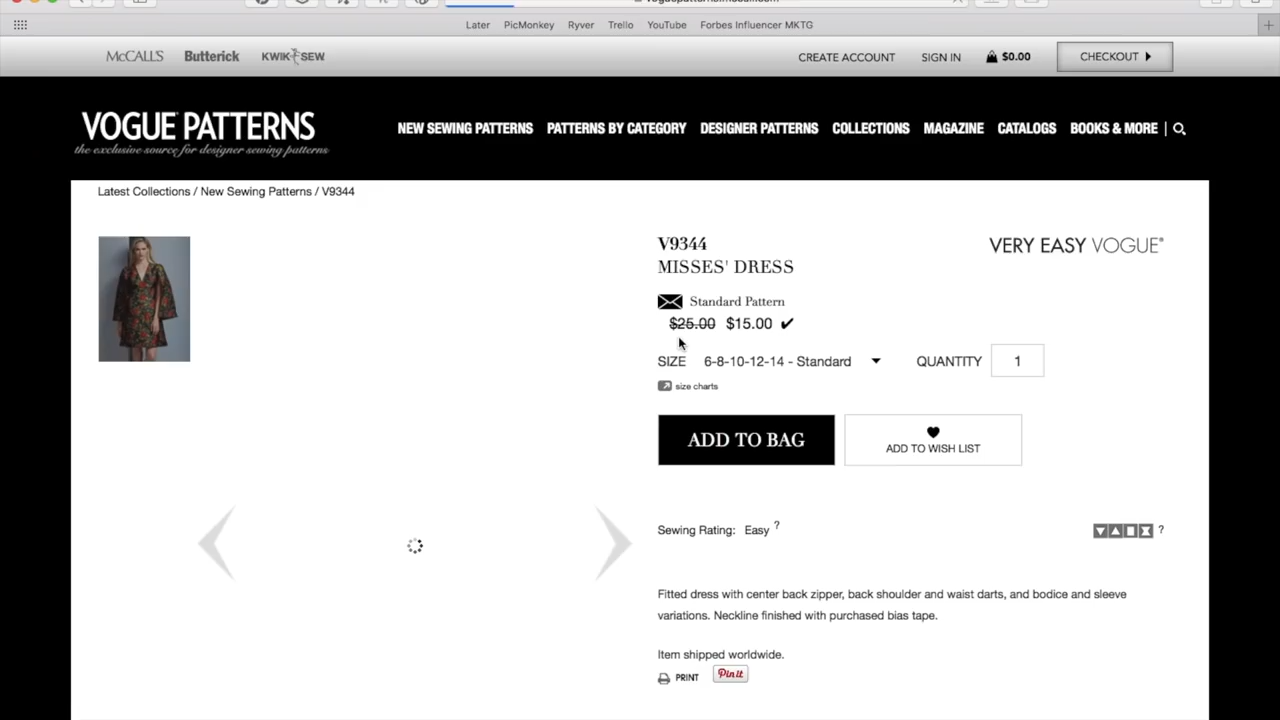 Later PicMonkey Ryver Trello YouTube Forbes Influencer MKTG
McCALL'S Butterick KWIK SEW CREATE ACCOUNT SIGN IN $0.00 CHECKOUT
VOGUE PATTERNS
the exclusive source for designer sewing patterns
NEW SEWING PATTERNS PATTERNS BY CATEGORY DESIGNER PATTERNS COLLECTIONS MAGAZINE CATALOGS BOOKS & MORE
Latest Collections / New Sewing Patterns / V9344
V9344
MISSES' DRESS
VERY EASY VOGUE®
Standard Pattern
$25.00 $15.00 ✔
SIZE 6-8-10-12-14 - Standard QUANTITY 1
size charts
ADD TO BAG
ADD TO WISH LIST
Sewing Rating: Easy ?
?
Fitted dress with center back zipper, back shoulder and waist darts, and bodice and sleeve
variations. Neckline finished with purchased bias tape.
Item shipped worldwide.
PRINT Pin it